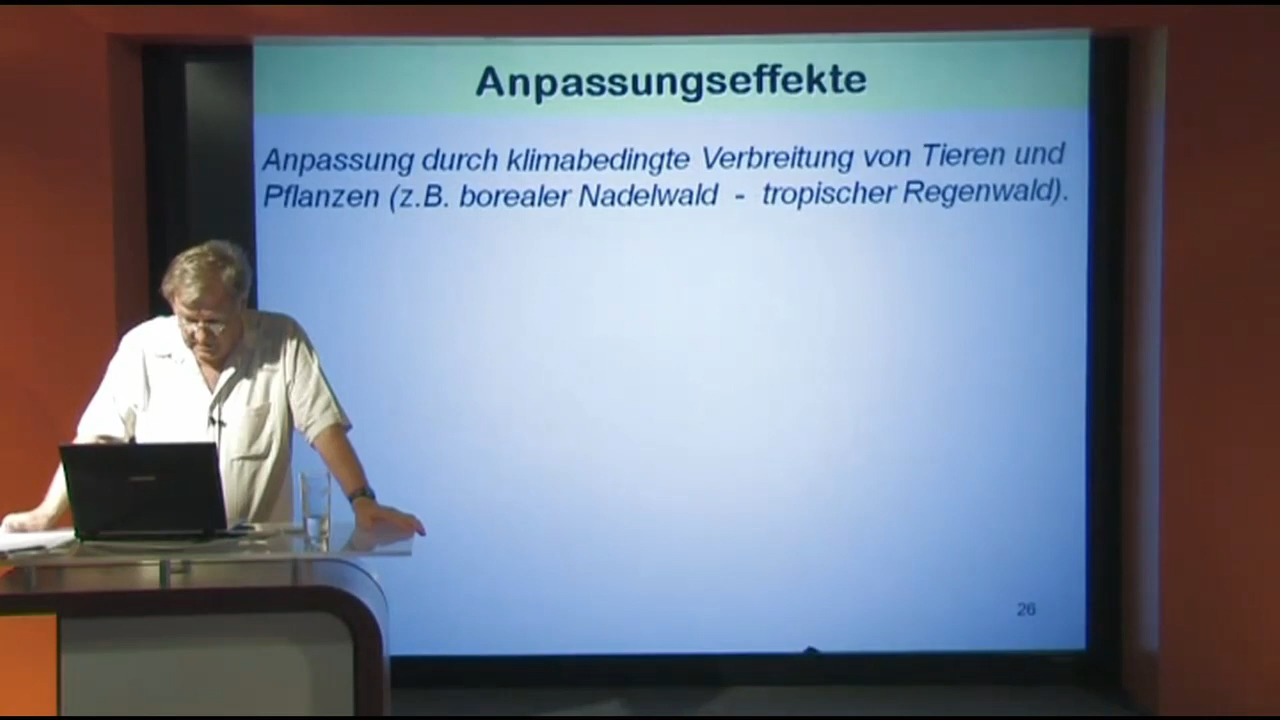 Anpassungseffekte
Anpassung durch klimabedingte Verbreitung von Tieren und
Pflanzen (z.B. borealer Nadelwald - tropischer Regenwald).
26